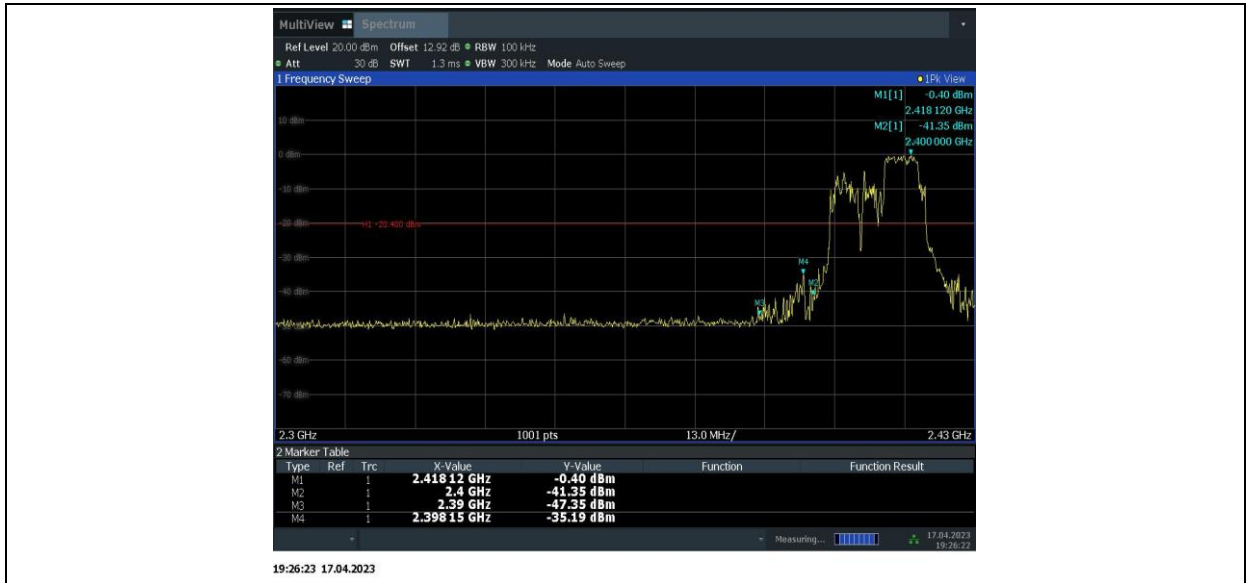 MultiView Spectrum
Ref Level 20.00 dBm Offset 12.92 dB RBW 100 kHz
Att 30 dB SWT 1.3 ms VBW 300 kHz Mode Auto Sweep
1 Frequency Sweep 1Pk View
M1[1] -0.40 dBm
2.418 120 GHz
10 dBm
M2[1] -41.35 dBm
2.400 000 GHz
0 dBm
-10 dBm
-20 dBm H1 -20.400 dBm
-30 dBm
M4
M2
-40 dBm
M3
-60 dBm
-70 dBm
2.3 GHz 1001 pts 13.0 MHz/ 2.43 GHz
2 Marker Table
Type Ref Trc X-Value Y-Value Function Function Result
M1 1 2.418 12 GHz -0.40 dBm
M2 1 2.4 GHz -41.35 dBm
M3 1 2.39 GHz -47.35 dBm
M4 1 2.398 15 GHz -35.19 dBm
Measuring... 17.04.2023
19:26:22
19:26:23 17.04.2023